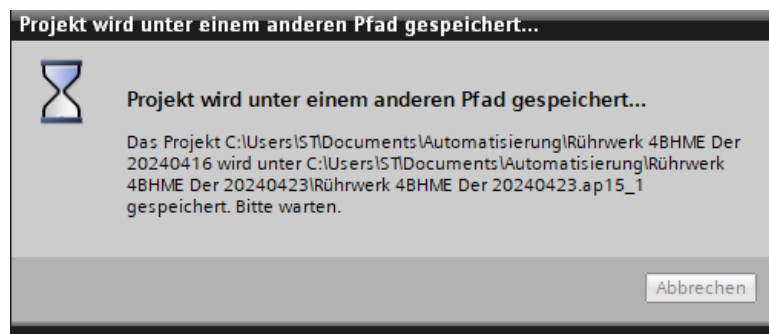 Projekt wird unter einem anderen Pfad gespeichert...
Projekt wird unter einem anderen Pfad gespeichert...
Das Projekt C:\Users\ST\Documents\Automatisierung\Rührwerk 4BHME Der
20240416 wird unter C:\Users\ST\Documents\Automatisierung\Rührwerk
4BHME Der 20240423\Rührwerk 4BHME Der 20240423.ap15_1
gespeichert. Bitte warten.
Abbrechen